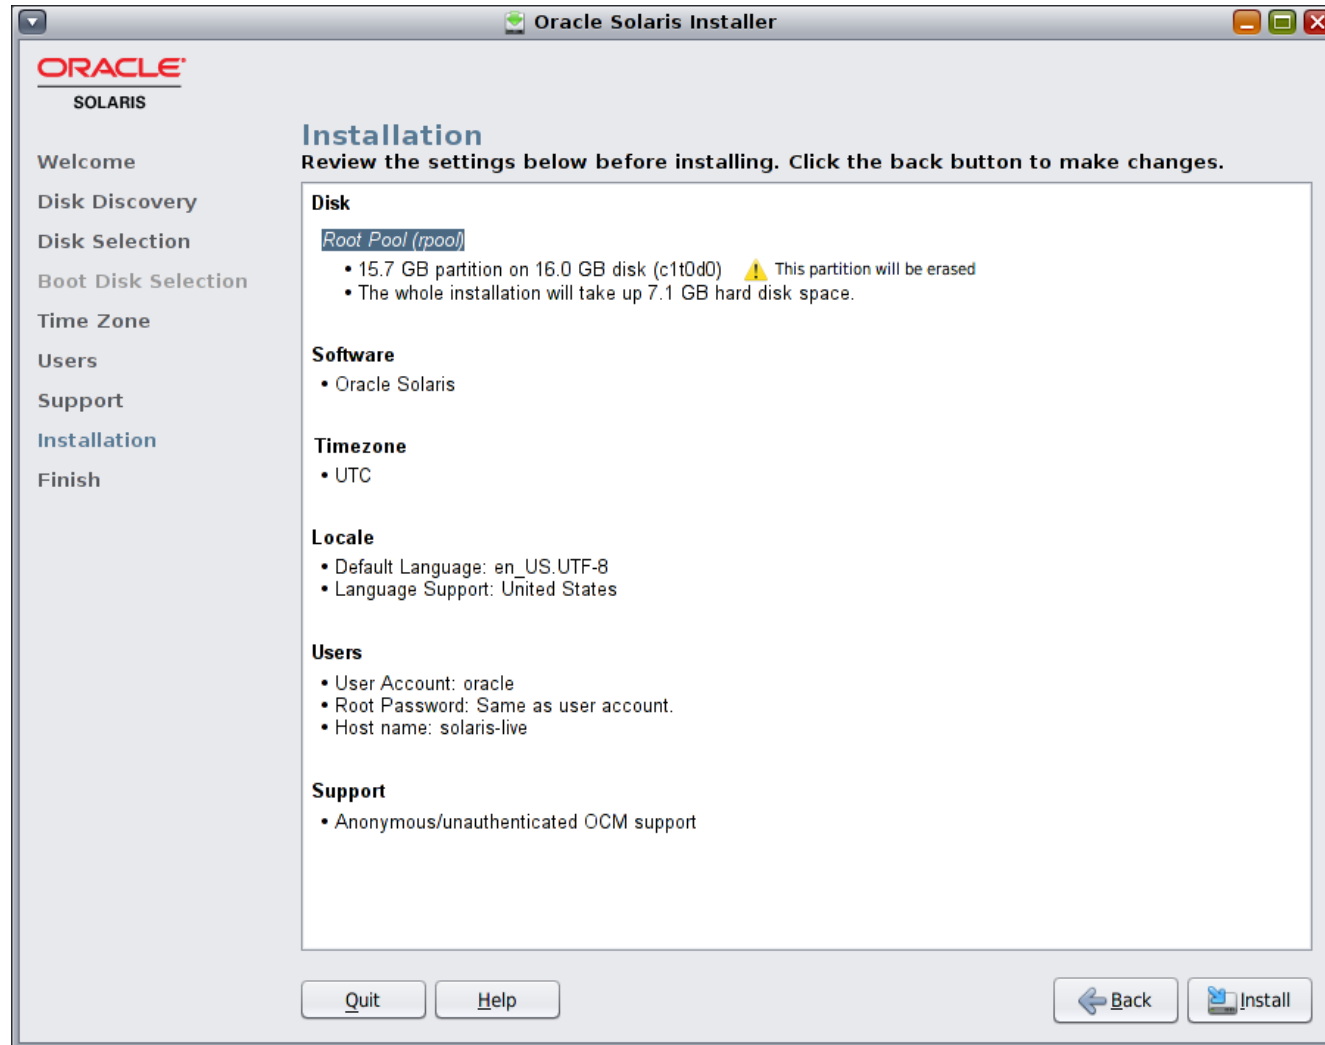 Oracle Solaris Installer
ORACLE
SOLARIS
Welcome
Disk Discovery
Disk Selection
Boot Disk Selection
Time Zone
Users
Support
Installation
Finish
Installation
Review the settings below before installing. Click the back button to make changes.
Disk
Root Pool (rpool)
• 15.7 GB partition on 16.0 GB disk (c1t0d0) This partition will be erased
• The whole installation will take up 7.1 GB hard disk space.
Software
• Oracle Solaris
Timezone
• UTC
Locale
• Default Language: en_US.UTF-8
• Language Support: United States
Users
• User Account: oracle
• Root Password: Same as user account.
• Host name: solaris-live
Support
• Anonymous/unauthenticated OCM support
Quit Help Back Install